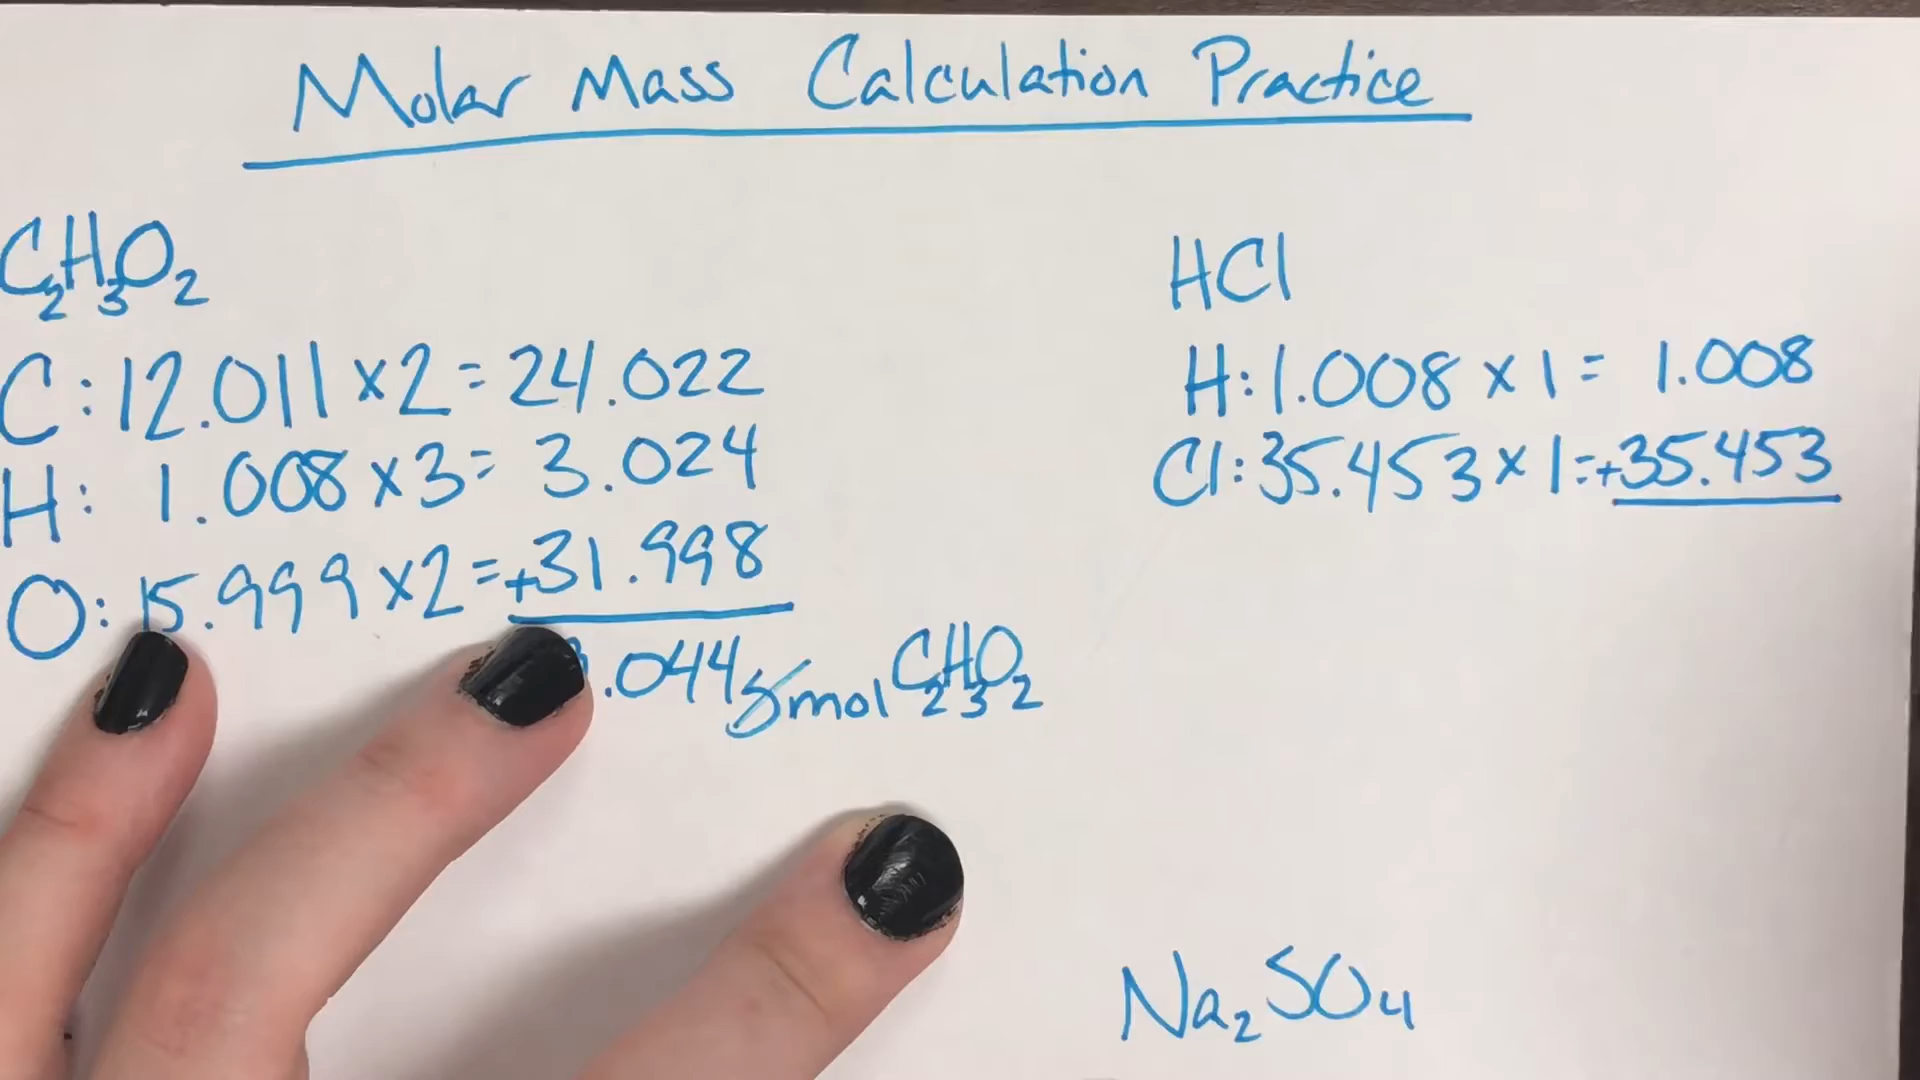 Molar Mass Calculation Practice
C₂H₃O₂
C: 12.011 x 2 = 24.022
H: 1.008 x 3 = 3.024
O: 15.999 x 2 = +31.998
.044 g/mol C₂H₃O₂
HCl
H: 1.008 x 1 = 1.008
Cl: 35.453 x 1 = +35.453
Na₂SO₄